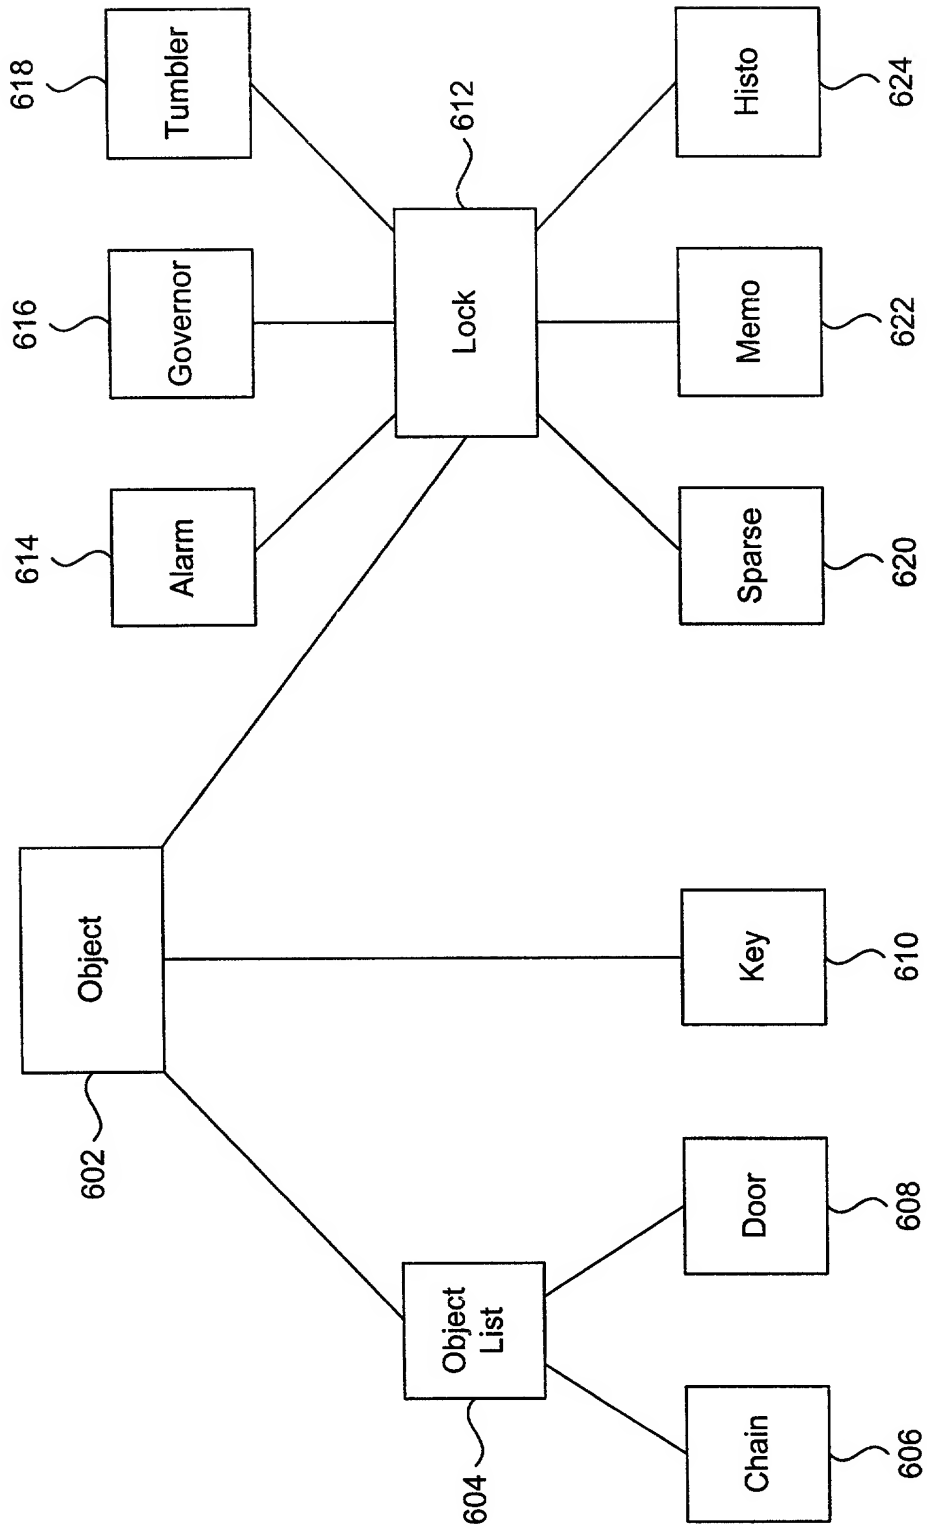 602
Object
614
Alarm
616
Governor
618
Tumbler
604
Object
List
Lock
612
Chain
606
Door
608
Key
610
Sparse
620
Memo
622
Histo
624